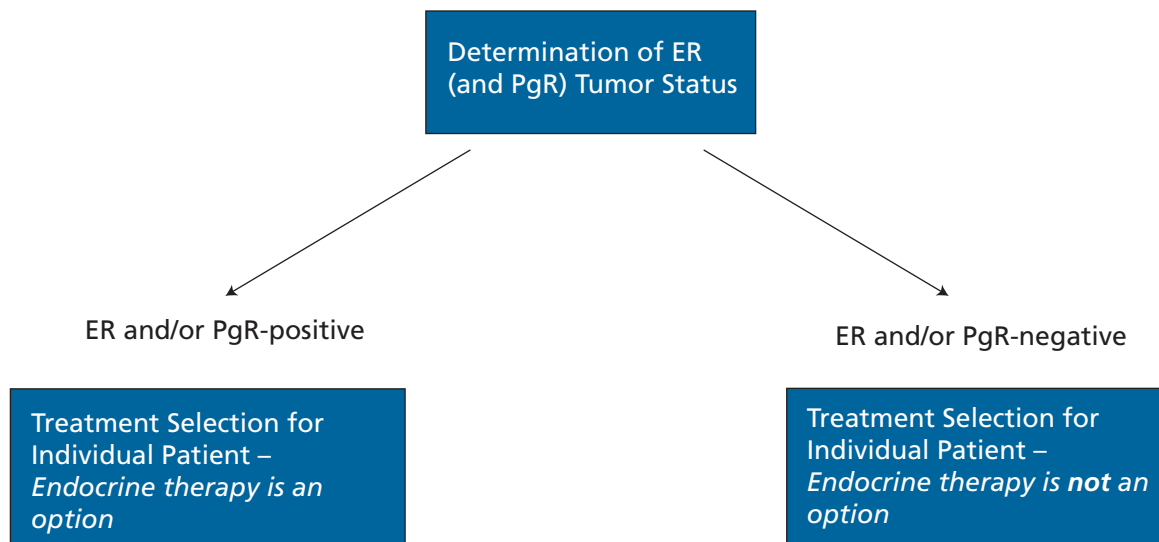 Determination of ER
(and PgR) Tumor Status
ER and/or PgR-positive
ER and/or PgR-negative
Treatment Selection for
Individual Patient –
Endocrine therapy is an
option
Treatment Selection for
Individual Patient –
Endocrine therapy is not an
option